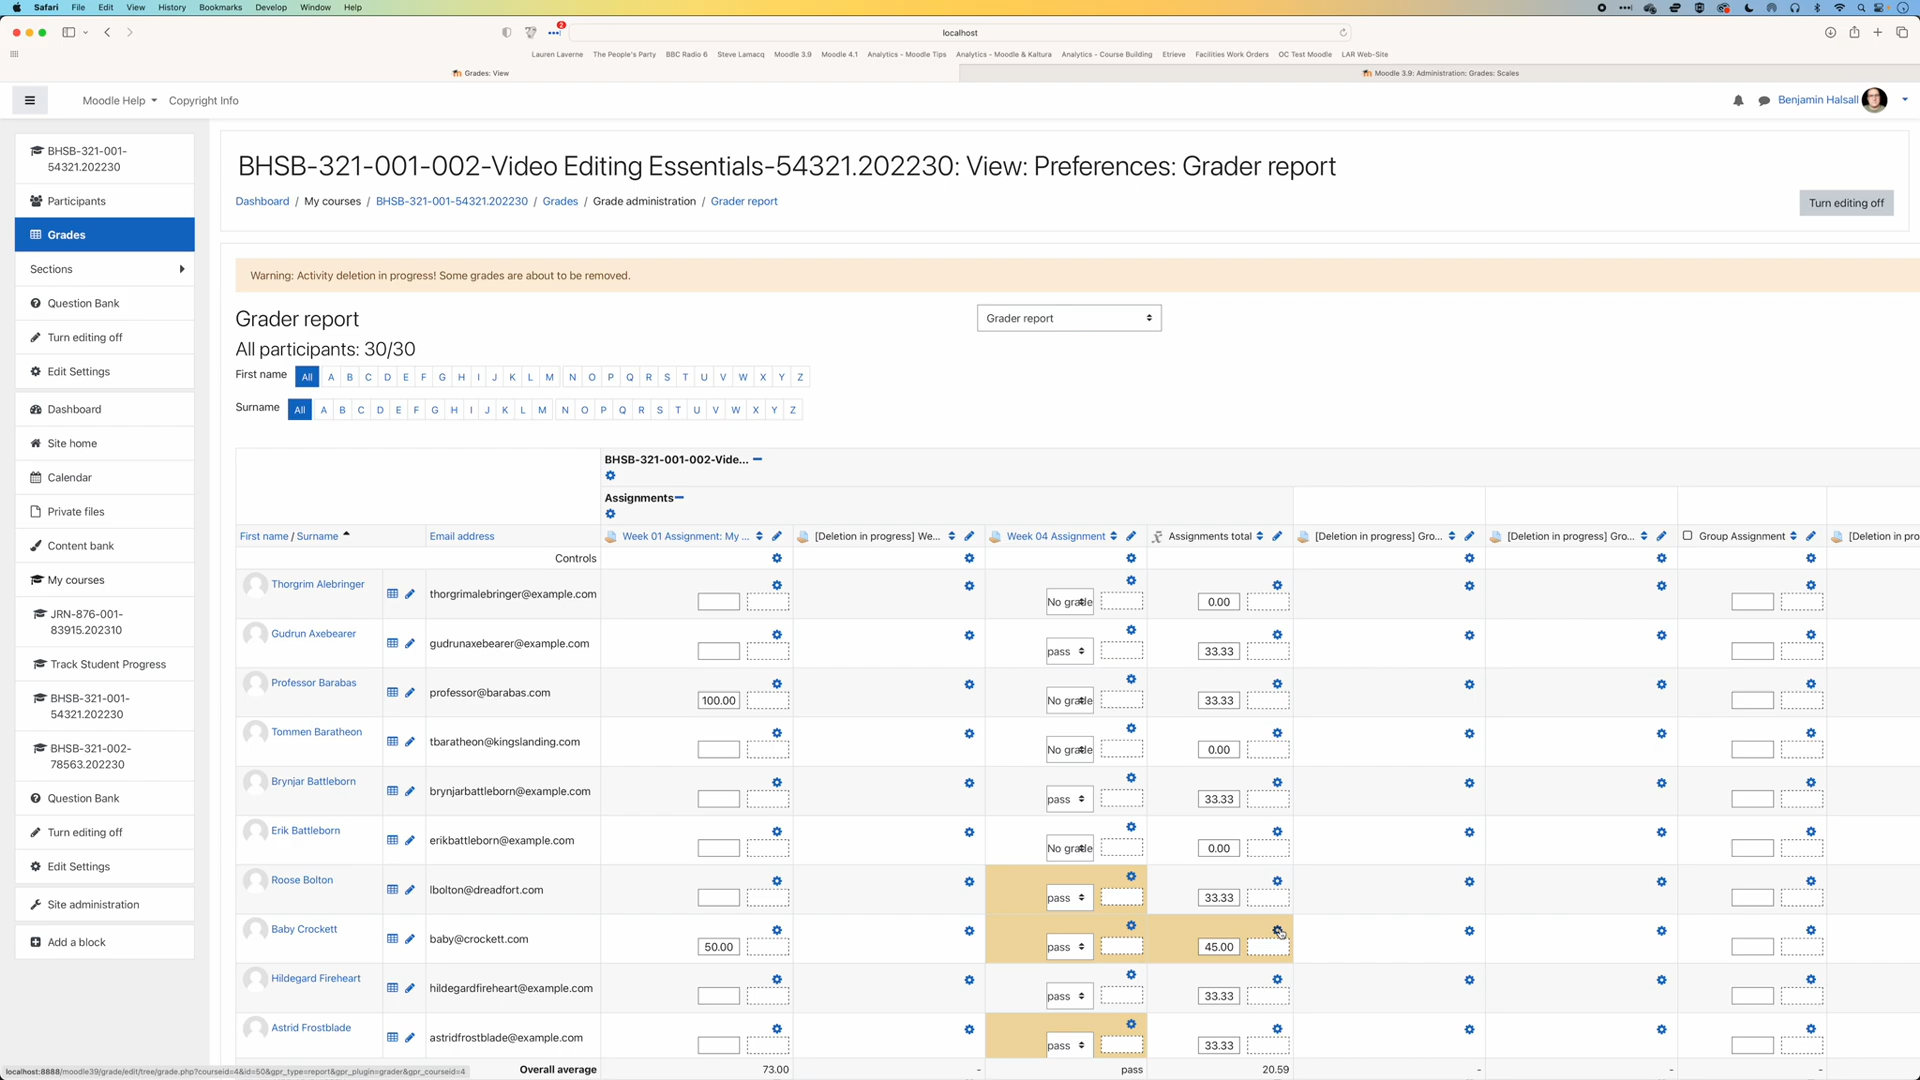 Safari File Edit View History Bookmarks Develop Window Help
2
localhost
Lauren Laverne The People's Party BBC Radio 6 Steve Lamacq Moodle 3.9 Moodle 4.1 Analytics - Moodle Tips Analytics - Moodle & Kaltura Analytics - Course Building Etrieve Facilities Work Orders OC Test Moodle LAR Web-Site
Grades: View Moodle 3.9: Administration: Grades: Scales
Moodle Help Copyright Info Benjamin Halsall
BHSB-321-001-
54321.202230
Participants
Grades
Sections
Question Bank
Turn editing off
Edit Settings
Dashboard
Site home
Calendar
Private files
Content bank
My courses
JRN-876-001-
83915.202310
Track Student Progress
BHSB-321-001-
54321.202230
BHSB-321-002-
78563.202230
Question Bank
Turn editing off
Edit Settings
Site administration
Add a block
BHSB-321-001-002-Video Editing Essentials-54321.202230: View: Preferences: Grader report
Dashboard / My courses / BHSB-321-001-54321.202230 / Grades / Grade administration / Grader report
Turn editing off
Warning: Activity deletion in progress! Some grades are about to be removed.
Grader report
Grader report
All participants: 30/30
First name All A B C D E F G H I J K L M N O P Q R S T U V W X Y Z
Surname All A B C D E F G H I J K L M N O P Q R S T U V W X Y Z
BHSB-321-001-002-Vide...
Assignments
First name / Surname Email address Week 01 Assignment: My ... [Deletion in progress] We... Week 04 Assignment Assignments total [Deletion in progress] Gro... [Deletion in progress] Gro... Group Assignment [Deletion in pro
Controls
Thorgrim Alebringer thorgrimalebringer@example.com No grade 0.00
Gudrun Axebearer gudrunaxebearer@example.com pass 33.33
Professor Barabas professor@barabas.com 100.00 No grade 33.33
Tommen Baratheon tbaratheon@kingslanding.com No grade 0.00
Brynjar Battleborn brynjarbattleborn@example.com pass 33.33
Erik Battleborn erikbattleborn@example.com No grade 0.00
Roose Bolton lbolton@dreadfort.com pass 33.33
Baby Crockett baby@crockett.com 50.00 pass 45.00
Hildegard Fireheart hildegardfireheart@example.com pass 33.33
Astrid Frostblade astridfrostblade@example.com pass 33.33
Overall average 73.00 - pass 20.59 - - - -
localhost:8888/moodle39/grade/edit/tree/grade.php?courseid=4&id=50&gpr_type=report&gpr_plugin=grader&gpr_courseid=4